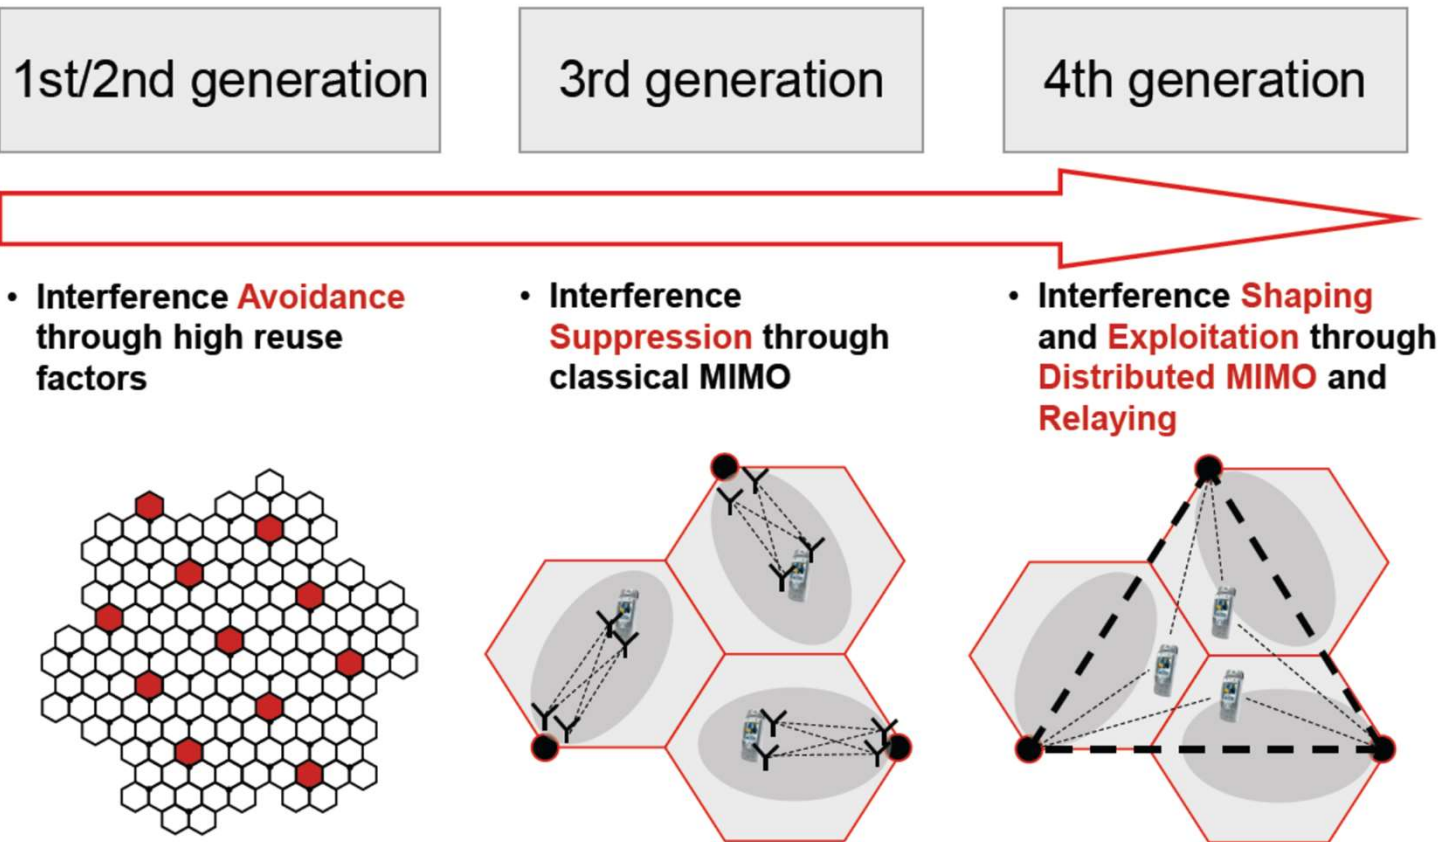 1st/2nd generation
3rd generation
4th generation
• Interference Avoidance
through high reuse
factors
• Interference
Suppression through
classical MIMO
• Interference Shaping
and Exploitation through
Distributed MIMO and
Relaying